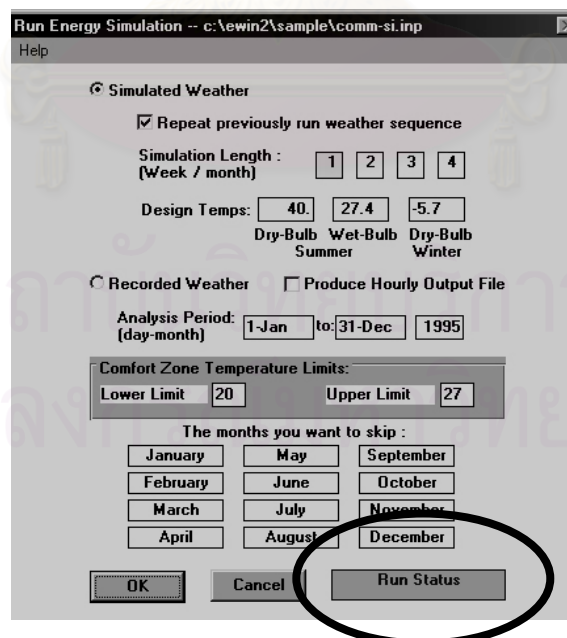 Run Energy Simulation -- c:\ewin2\sample\comm-si.inp
Help
Simulated Weather
Repeat previously run weather sequence
Simulation Length :
(Week / month)
1 2 3 4
Design Temps: 40. 27.4 -5.7
Dry-Bulb Wet-Bulb Dry-Bulb
Summer Winter
Recorded Weather Produce Hourly Output File
Analysis Period:
(day-month)
1-Jan to: 31-Dec 1995
Comfort Zone Temperature Limits:
Lower Limit 20 Upper Limit 27
The months you want to skip :
January May September
February June October
March July November
April August December
OK Cancel Run Status